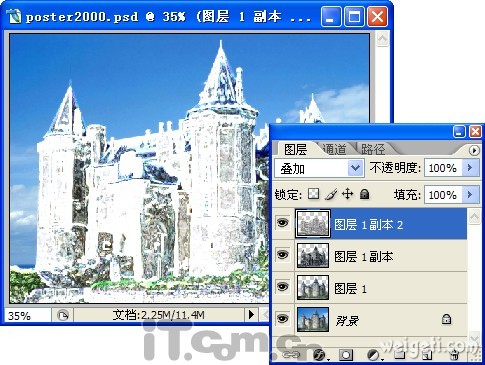 poster2000.psd @ 35% (图层 1 副本 ...
图层 通道 路径
叠加 不透明度: 100%
锁定: 填充: 100%
图层 1副本 2
图层 1副本
图层 1
背景
35% 文档:2.25M/11.4M
iT.com.cn
weigeti.com